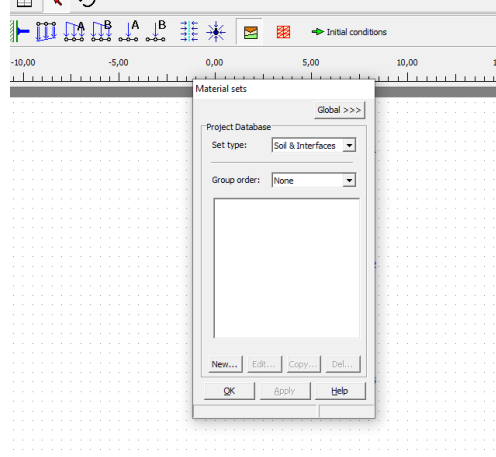 A B A B
Initial conditions
-10,00 -5,00 0,00 5,00 10,00 1
Material sets
Global >>>
Project Database
Set type: Soil & Interfaces
Group order: None
New... Edit... Copy... Del...
OK Apply Help